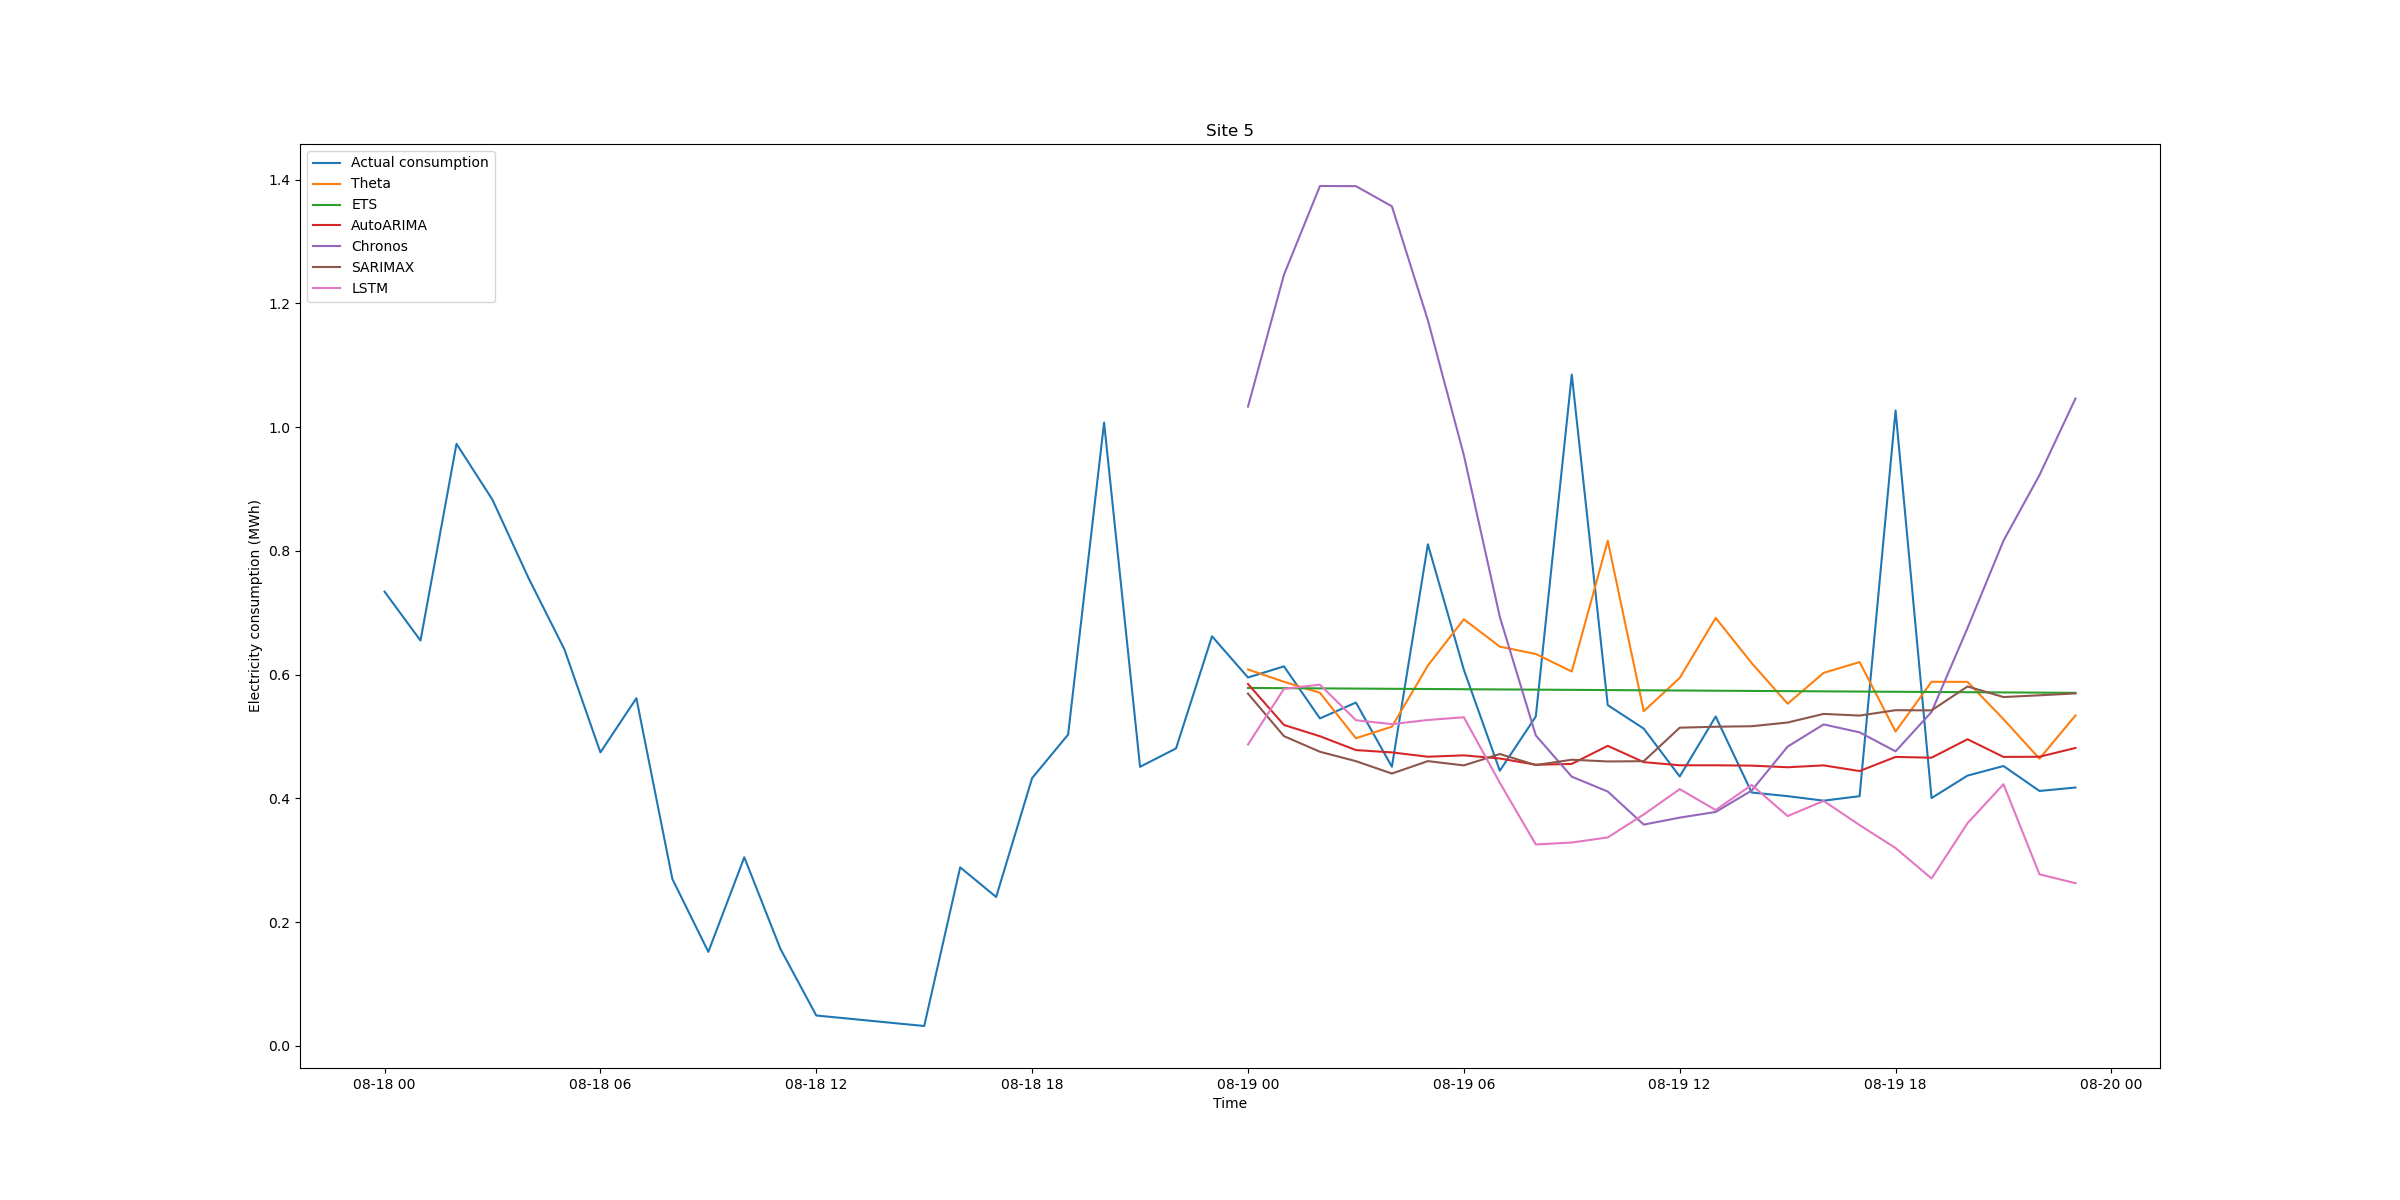 Site 5
Actual consumption
Theta
ETS
AutoARIMA
Chronos
SARIMAX
LSTM
Electricity consumption (MWh)
1.4
1.2
1.0
0.8
0.6
0.4
0.2
0.0
08-18 00 08-18 06 08-18 12 08-18 18 08-19 00 08-19 06 08-19 12 08-19 18 08-20 00
Time